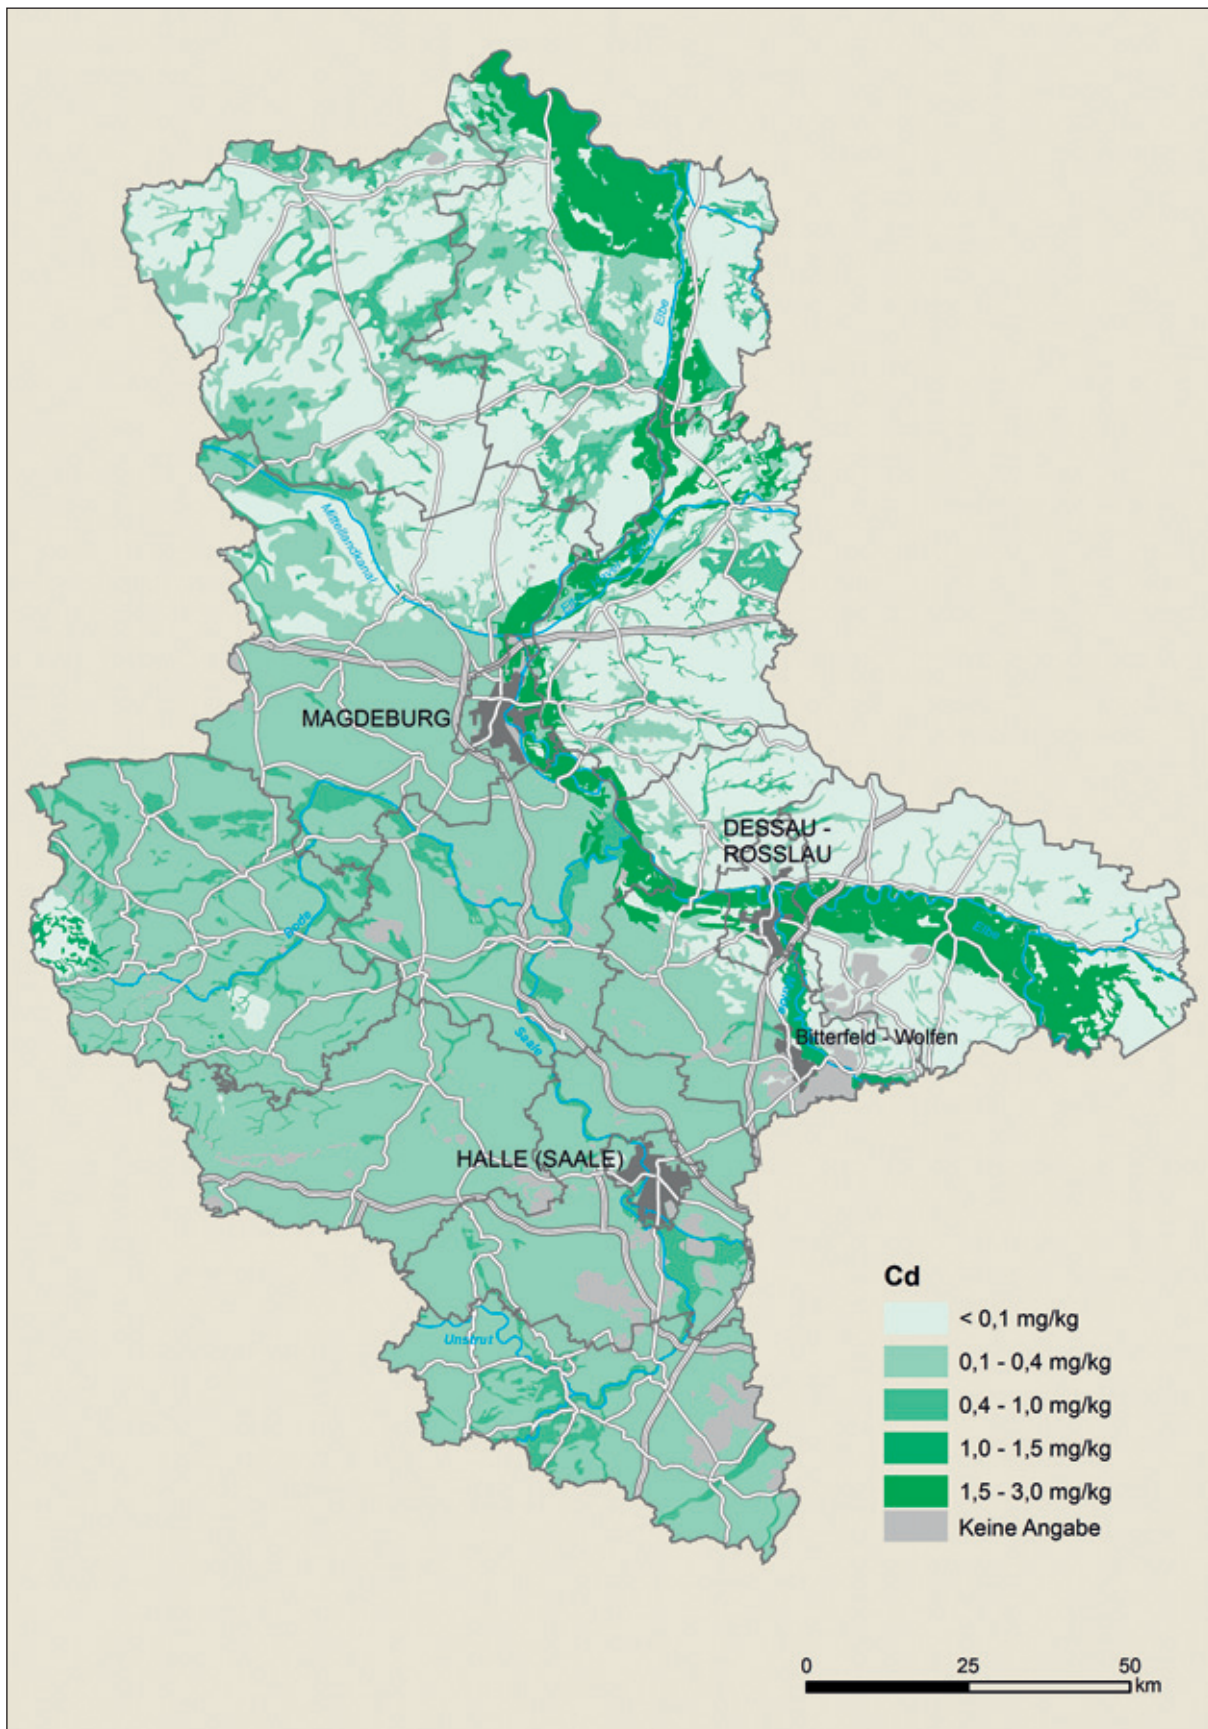 Elbe
Mittellandkanal
MAGDEBURG
DESSAU -
ROSSLAU
Bode
Elbe
Saale
Bitterfeld - Wolfen
HALLE (SAALE)
Unstrut
Cd
< 0,1 mg/kg
0,1 - 0,4 mg/kg
0,4 - 1,0 mg/kg
1,0 - 1,5 mg/kg
1,5 - 3,0 mg/kg
Keine Angabe
0 25 50
km